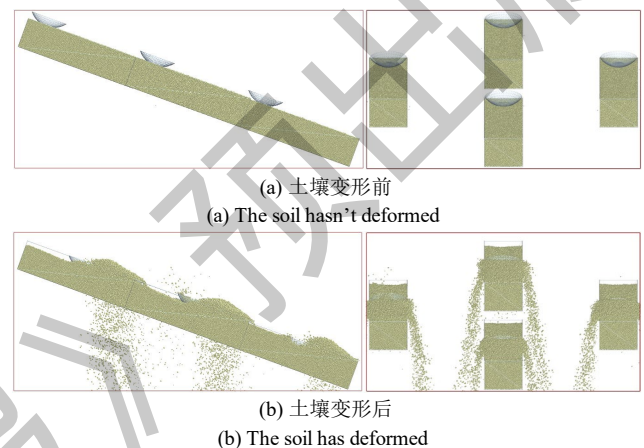 (a) 土壤变形前
(a) The soil hasn't deformed
(b) 土壤变形后
(b) The soil has deformed